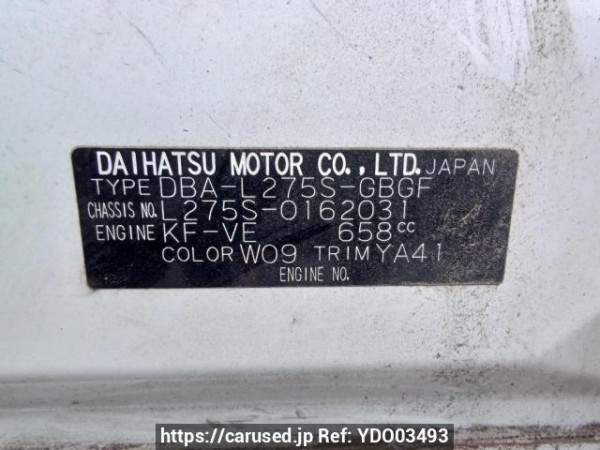 DAIHATSU MOTOR CO., LTD. JAPAN
TYPE DBA-L275S-GBGF
CHASSIS NO. L275S-0162031
ENGINE KF-VE 658cc
COLOR W09 TRIM YA41
ENGINE NO.
https://carused.jp Ref: YDO03493